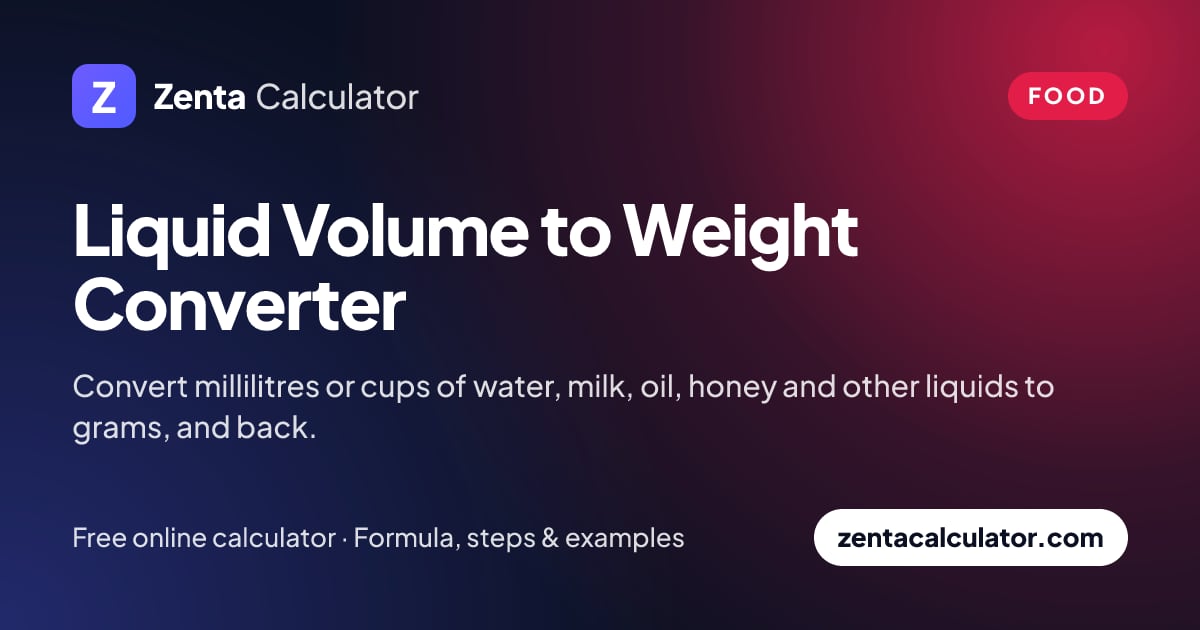 Z
Zenta Calculator
FOOD
Liquid Volume to Weight
Converter
Convert millilitres or cups of water, milk, oil, honey and other liquids to
grams, and back.
Free online calculator · Formula, steps & examples
zentacalculator.com